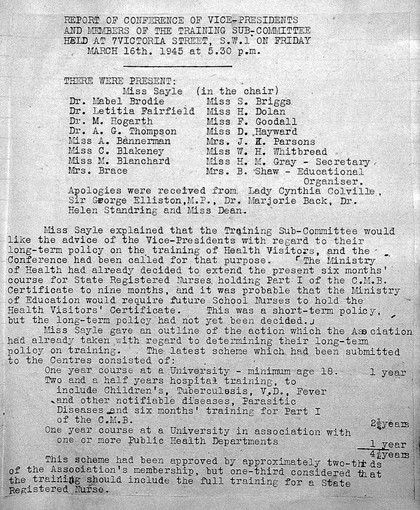 REPORT OF CONFERENCE OF VICE-PRESIDENTS
AND MEMBERS OF THE TRAINING SUB-COMMITTEE
HELD AT 7VICTORIA STREET, S.W.1 ON FRIDAY
MARCH 16th. 1945 at 5.30 p.m.
THERE WERE PRESENT:
Miss Sayle (in the chair)
Dr. Mabel Brodie Miss S. Briggs
Dr. Letitia Fairfield Miss H. Dolan
Dr. M. Hogarth Miss F. Goodall
Dr. A. G. Thompson Miss D. Hayward
Miss A. Bannerman Mrs. J. K. Parsons
Miss C. Blakeney Miss W. H. Whitbread
Miss M. Blanchard Miss H. M. Gray - Secretary
Mrs. Brace Mrs. B. Shaw - Educational
Organiser.
Apologies were received from Lady Cynthia Colville,
Sir George Elliston, M.P., Dr. Marjorie Back, Dr.
Helen Standring and Miss Dean.
Miss Sayle explained that the Training Sub-Committee would
like the advice of the Vice-Presidents with regard to their
long-term policy on the training of Health Visitors, and the
Conference had been called for that purpose. The Ministry
of Health had already decided to extend the present six months'
course for State Registered Nurses holding Part I of the C.M.B.
Certificate to nine months, and it was probable that the Ministry
of Education would require future School Nurses to hold the
Health Visitors' Certificate. This was a short-term policy,
but the long-term policy had not yet been decided.
Miss Sayle gave an outline of the action which the Association
had already taken with regard to determining their long-term
policy on training. The latest scheme which had been submitted
to the Centres consisted of:
One year course at a University - minimum age 18. 1 year
Two and a half years hospital training, to
include Children's, Tuberculosis, V.D., Fever
and other notifiable diseases, Parasitic
Diseases and six months' training for Part I
of the C.M.B. 2½years
One year course at a University in association with
one or more Public Health Departments 1 year
4½years
This scheme had been approved by approximately two-thirds
of the Association's membership, but one-third considered that
the training should include the full training for a State
Registered Nurse.